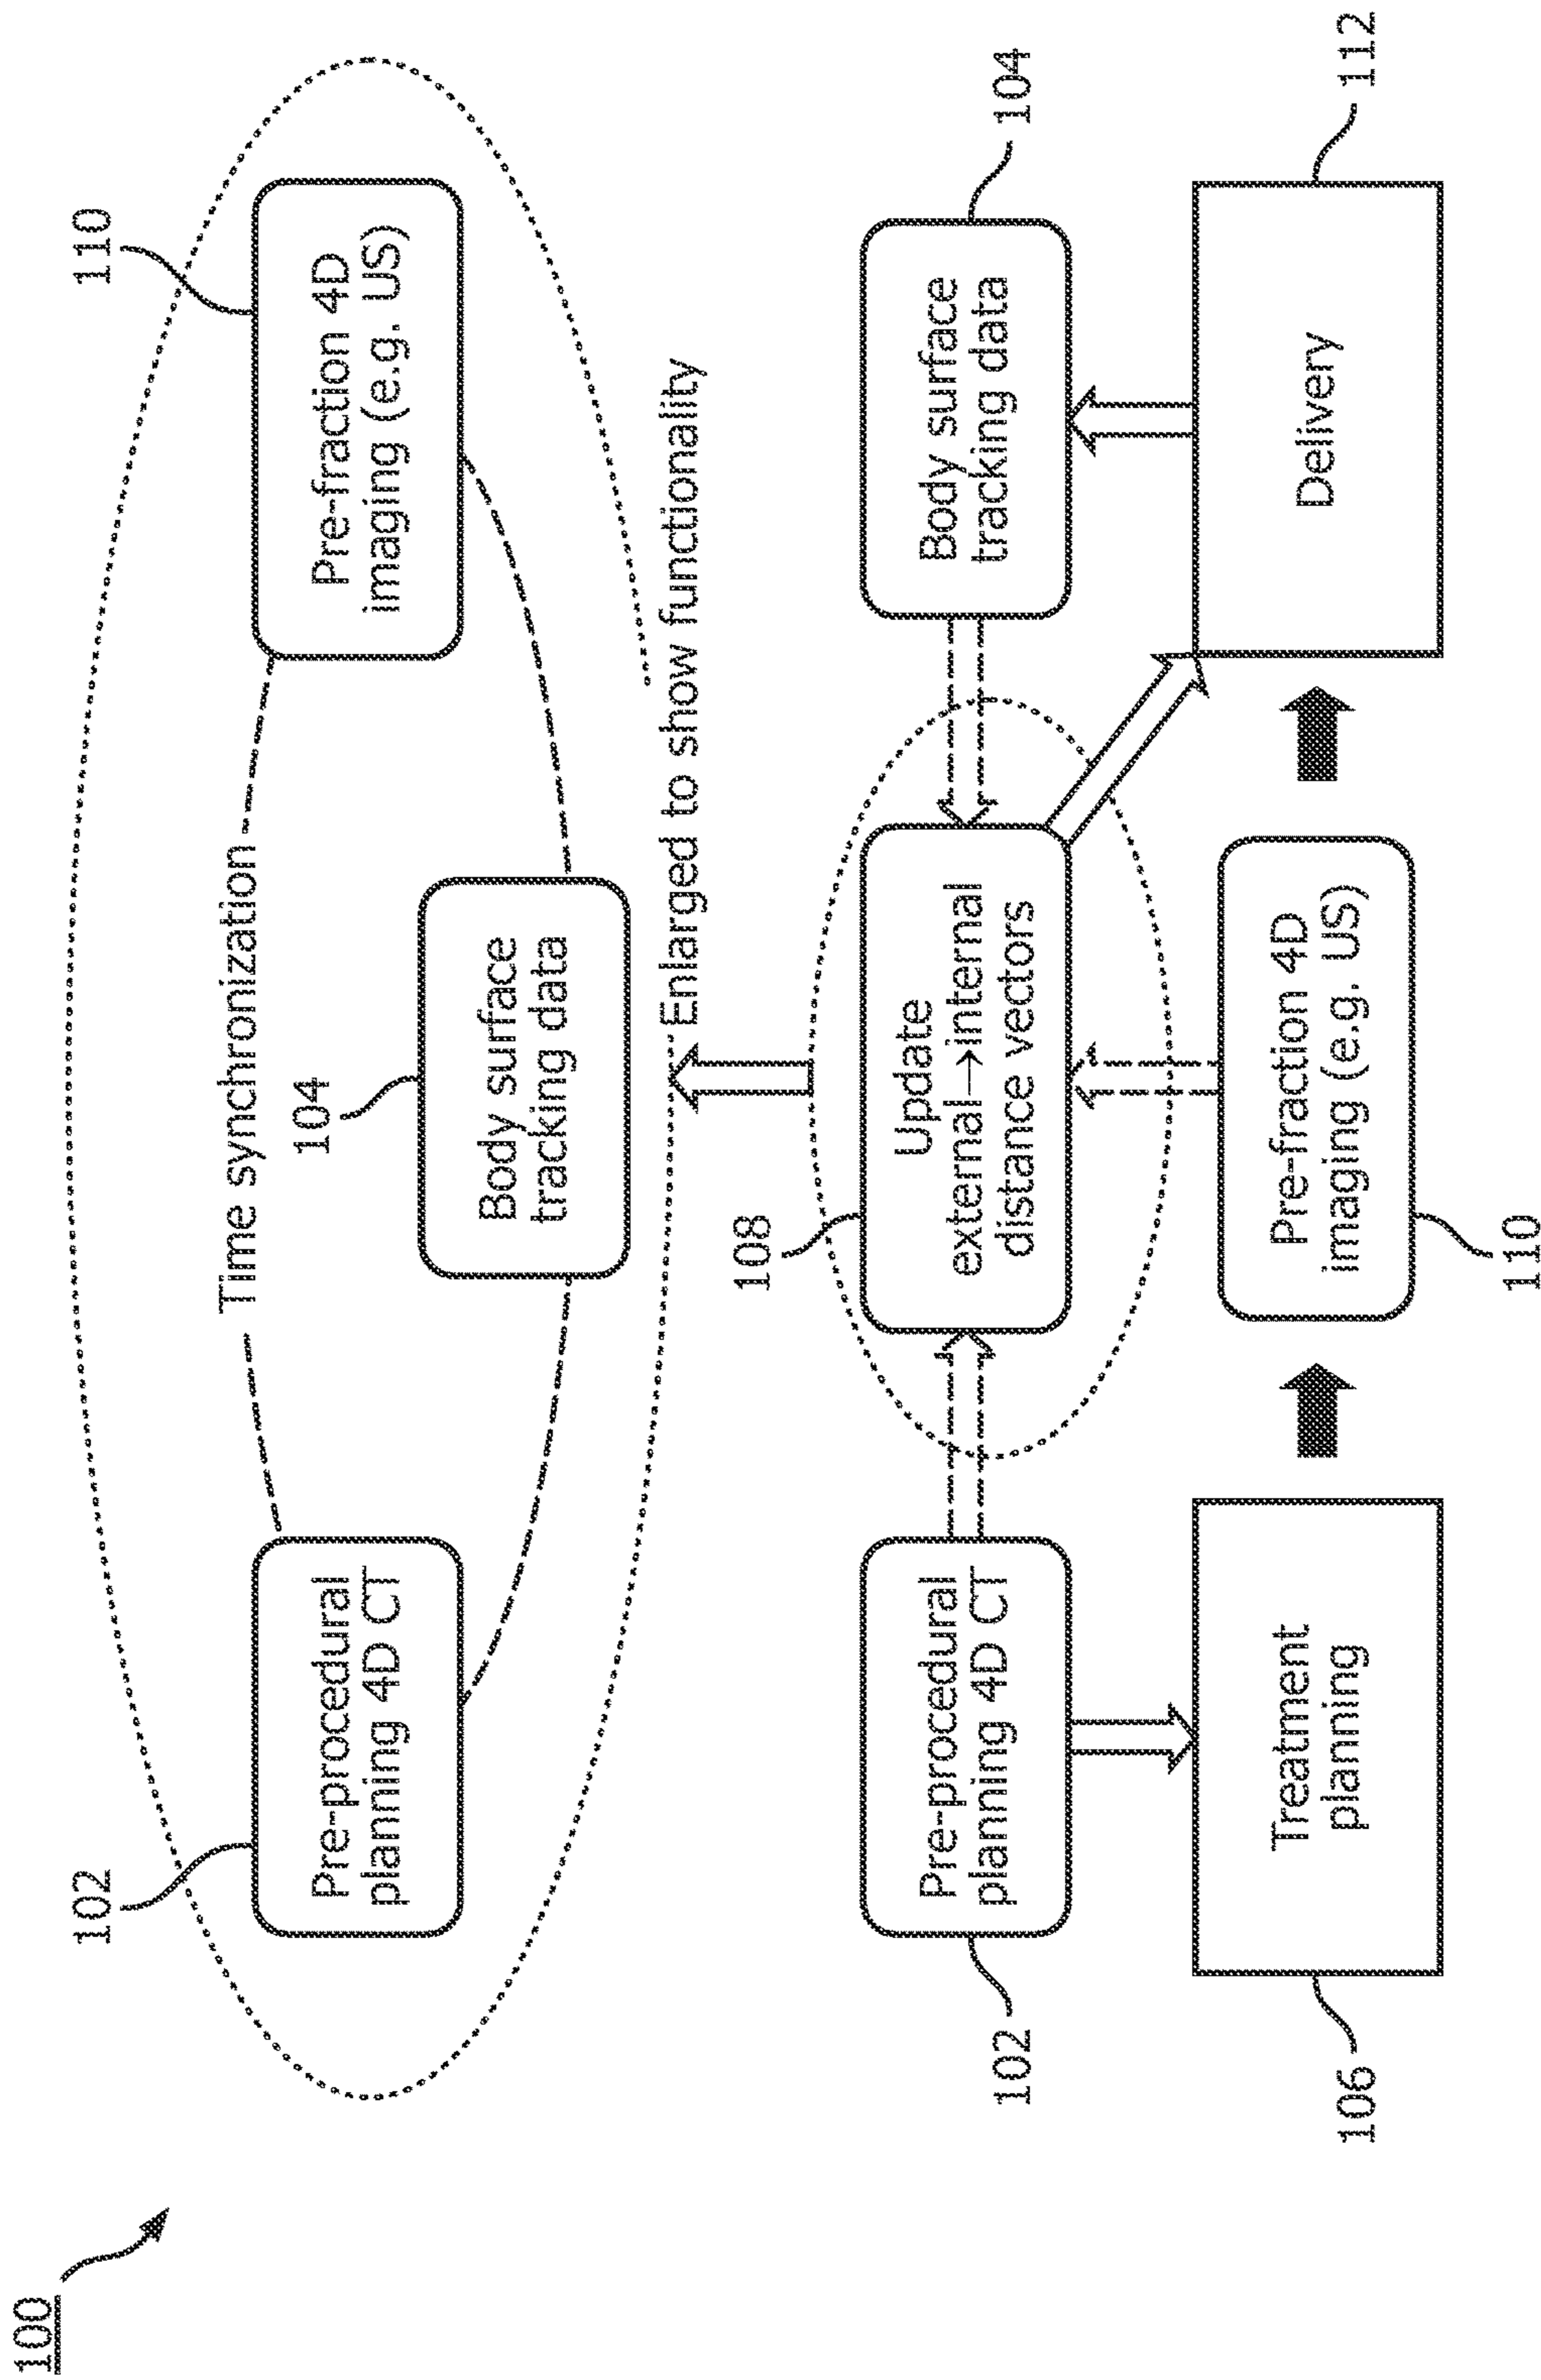 100
102
110
Pre-procedural
planning 4D CT
Time synchronization
Pre-fraction 4D
imaging (e.g. US)
104
Body surface
tracking data
Enlarged to show functionality
108
102
Pre-procedural
planning 4D CT
Update
external→internal
distance vectors
Body surface
tracking data
104
106
Treatment
planning
Pre-fraction 4D
imaging (e.g. US)
110
Delivery
112